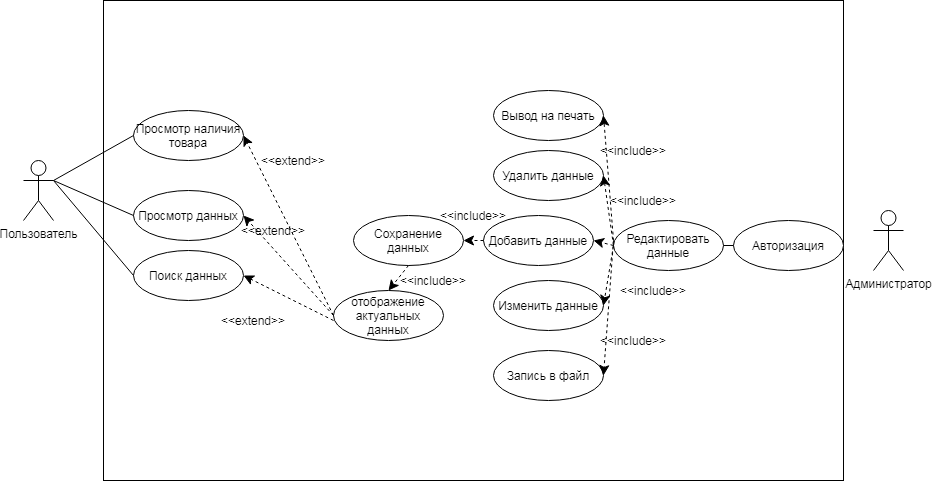 Вывод на печать
Просмотр наличия
товара
<<include>>
<<extend>>
Удалить данные
<<include>>
Просмотр данных
<<include>>
<<extend>>
Пользователь
Сохранение
данных
Добавить данные
Редактировать
данные
Авторизация
Поиск данных
<<include>>
<<include>>
Администратор
отображение
актуальных
данных
Изменить данные
<<extend>>
<<include>>
Запись в файл